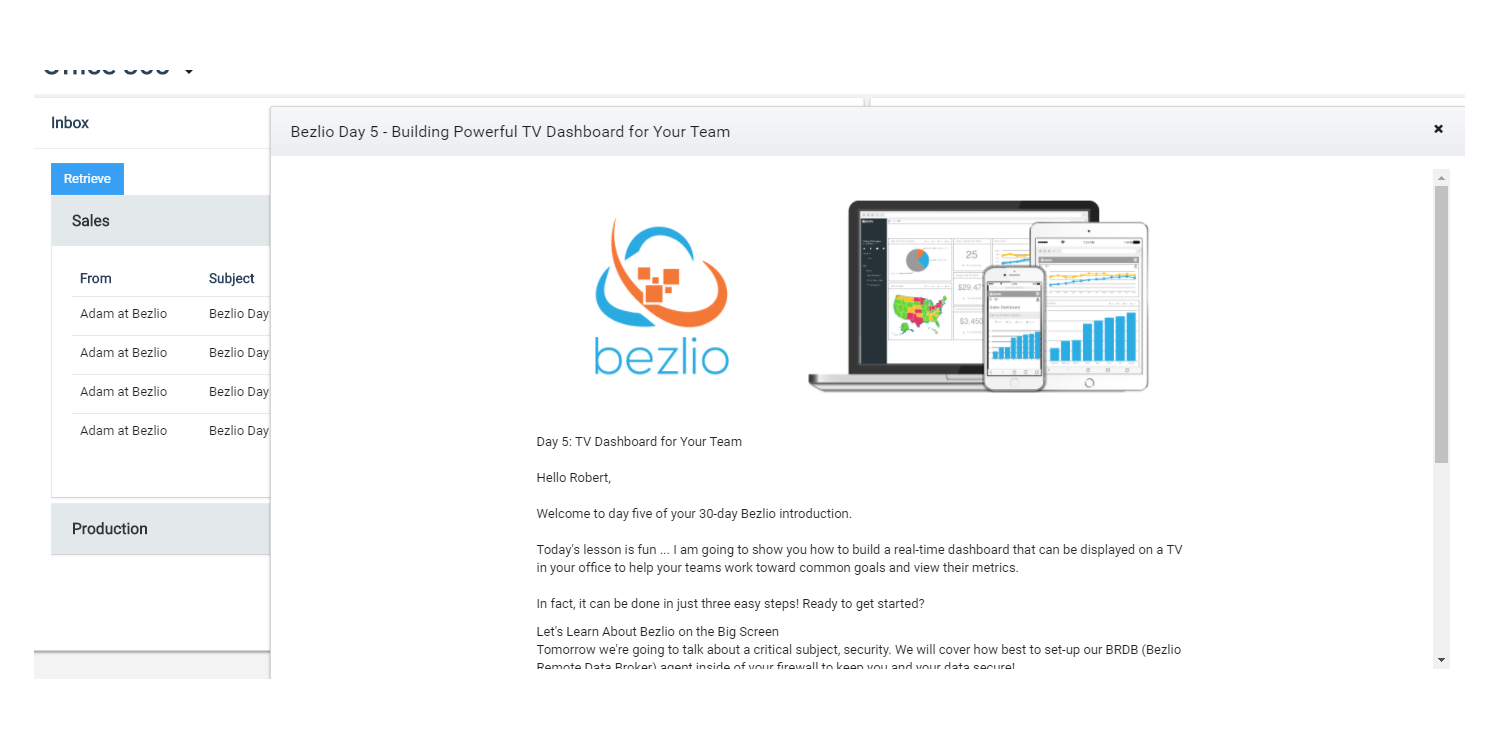 Office 365
Inbox
Bezlio Day 5 - Building Powerful TV Dashboard for Your Team
Retrieve
Sales
From Subject
Adam at Bezlio Bezlio Day
Adam at Bezlio Bezlio Day
Adam at Bezlio Bezlio Day
Adam at Bezlio Bezlio Day
Production
bezlio
25
$29,47
$3,450
Day 5: TV Dashboard for Your Team
Hello Robert,
Welcome to day five of your 30-day Bezlio introduction.
Today's lesson is fun ... I am going to show you how to build a real-time dashboard that can be displayed on a TV
in your office to help your teams work toward common goals and view their metrics.
In fact, it can be done in just three easy steps! Ready to get started?
Let's Learn About Bezlio on the Big Screen
Tomorrow we're going to talk about a critical subject, security. We will cover how best to set-up our BRDB (Bezlio
Remote Data Broker) agent inside of your firewall to keep you and your data secure!